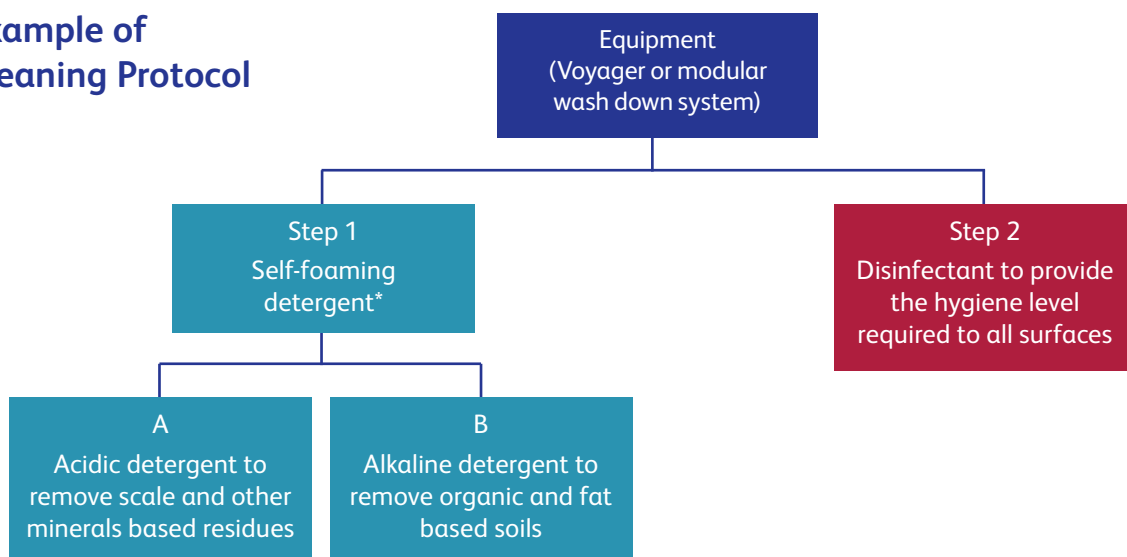 xample of
eaning Protocol
Equipment
(Voyager or modular
wash down system)
Step 1
Self-foaming
detergent*
Step 2
Disinfectant to provide
the hygiene level
required to all surfaces
A
Acidic detergent to
remove scale and other
minerals based residues
B
Alkaline detergent to
remove organic and fat
based soils